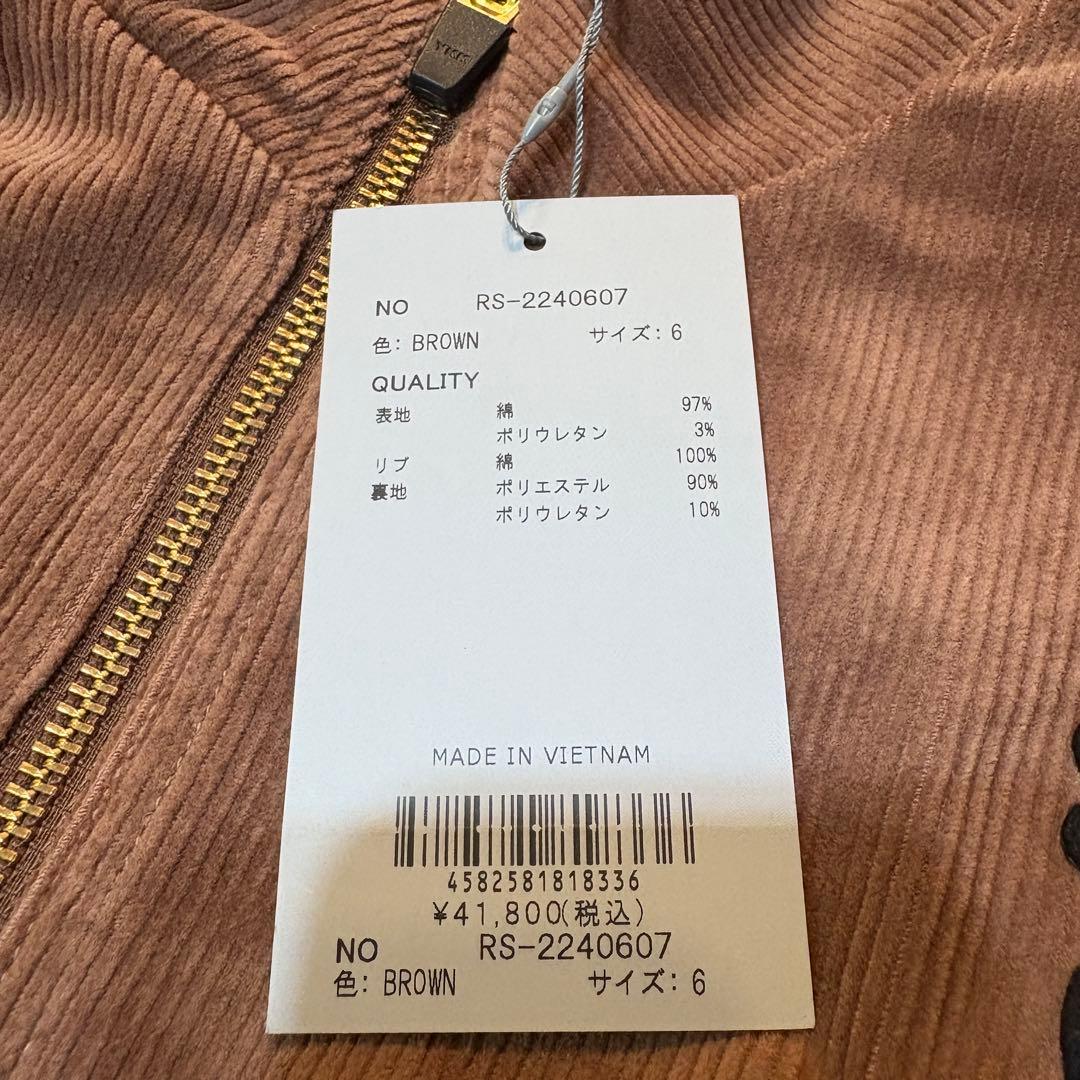 YKK
NO RS-2240607
色: BROWN サイズ: 6
QUALITY
表地 綿 97%
ポリウレタン 3%
リブ 綿 100%
裏地 ポリエステル 90%
ポリウレタン 10%
MADE IN VIETNAM
4582581818336
¥41,800(税込)
NO RS-2240607
色: BROWN サイズ: 6